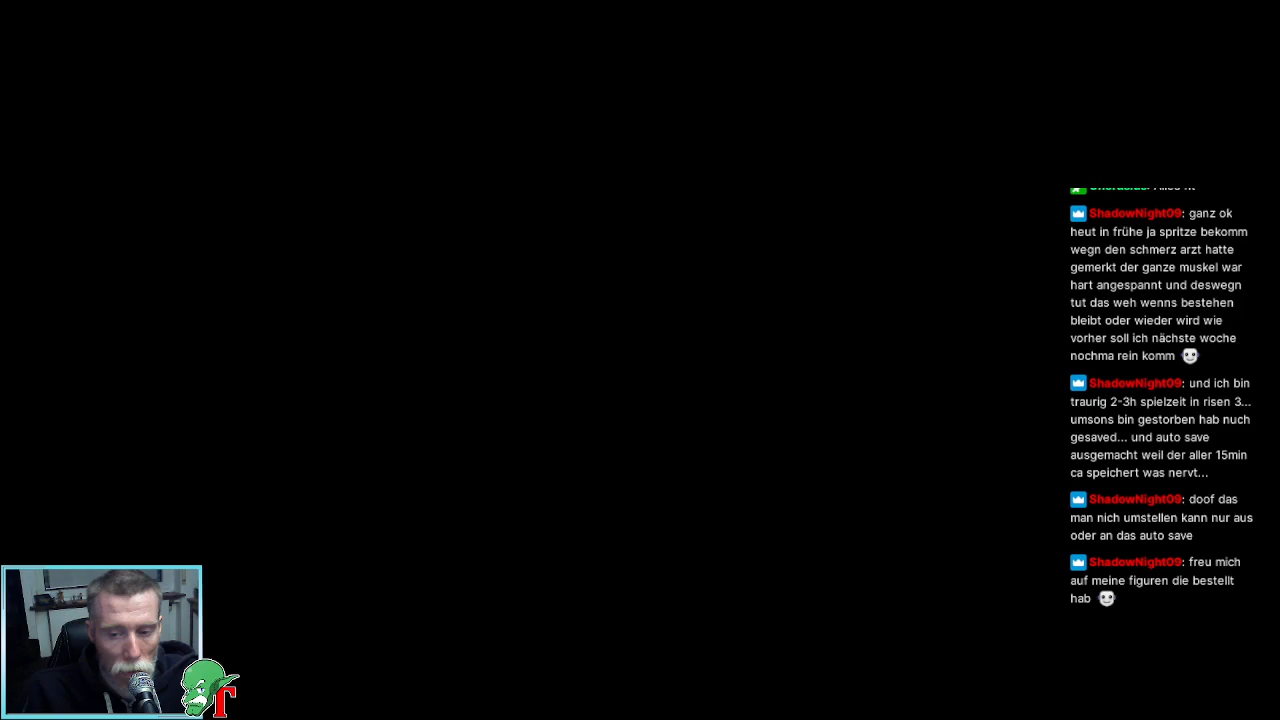 ShadowNight09: ganz ok
heut in frühe ja spritze bekomm
wegn den schmerz arzt hatte
gemerkt der ganze muskel war
hart angespannt und deswegn
tut das weh wenns bestehen
bleibt oder wieder wird wie
vorher soll ich nächste woche
nochma rein komm
ShadowNight09: und ich bin
traurig 2-3h spielzeit in risen 3...
umsons bin gestorben hab nuch
gesaved... und auto save
ausgemacht weil der aller 15min
ca speichert was nervt...
ShadowNight09: doof das
man nich umstellen kann nur aus
oder an das auto save
ShadowNight09: freu mich
auf meine figuren die bestellt
hab
T